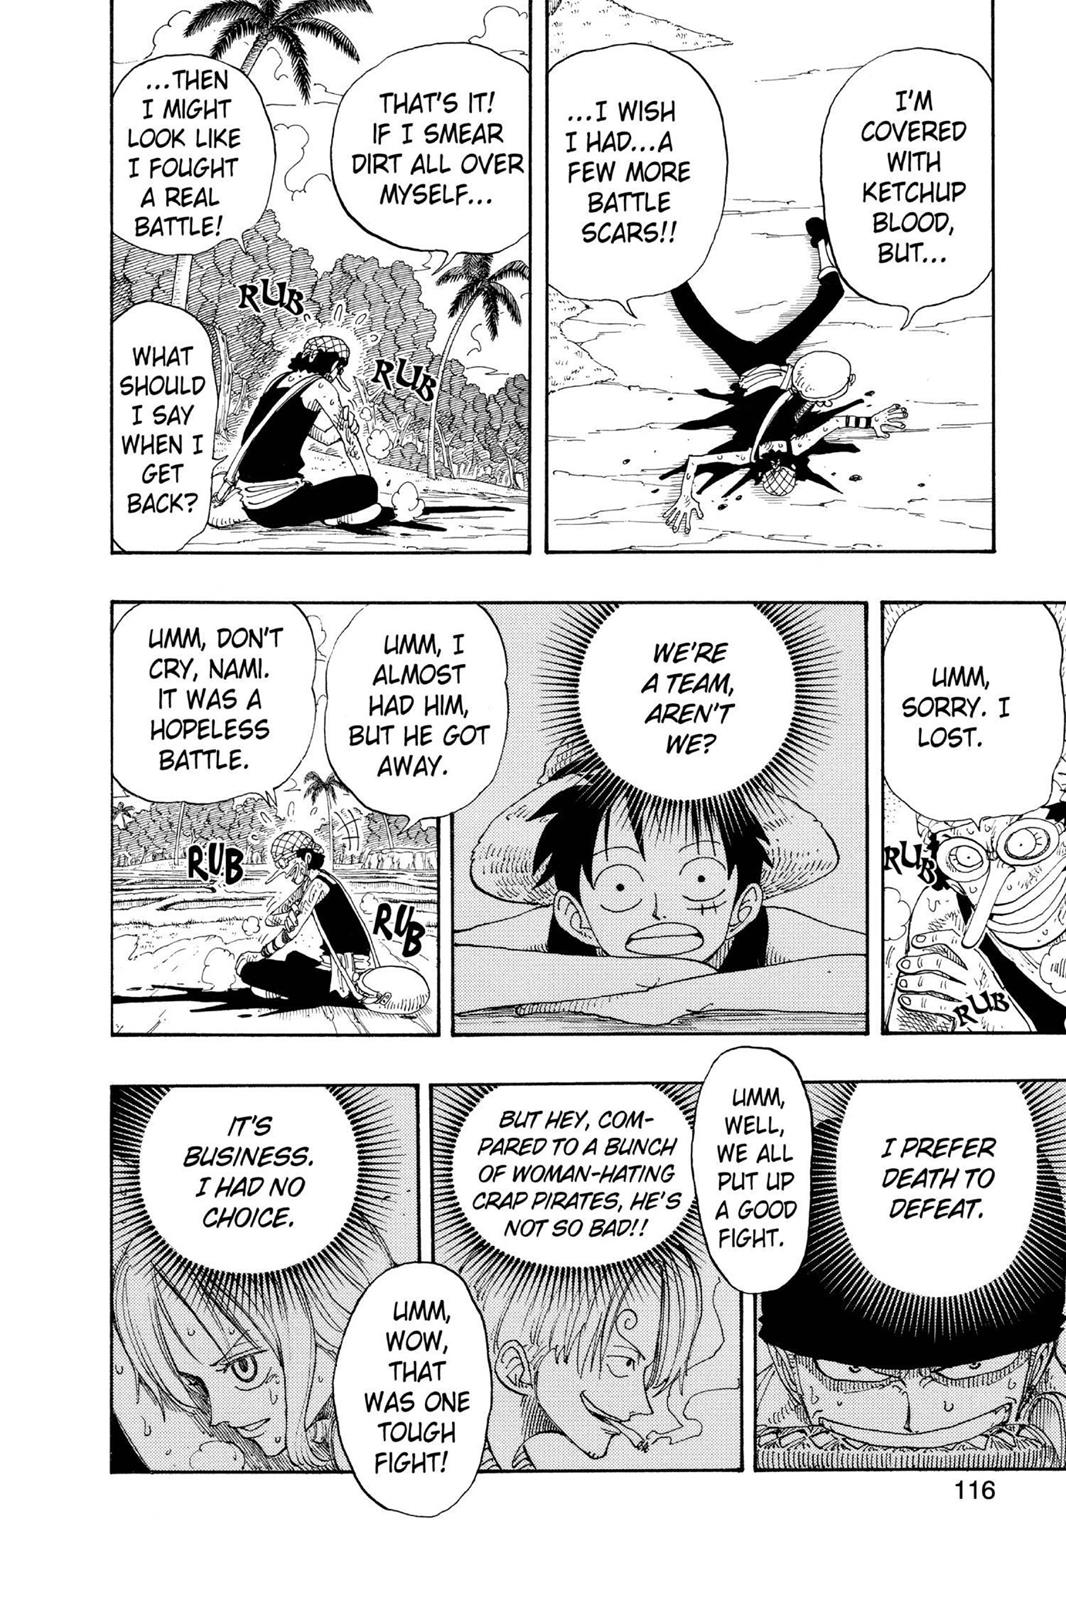 I'M
COVERED
WITH
KETCHUP
BLOOD,
BUT...
...I WISH
I HAD...A
FEW MORE
BATTLE
SCARS!!
THAT'S IT!
IF I SMEAR
DIRT ALL OVER
MYSELF...
...THEN
I MIGHT
LOOK LIKE
I FOUGHT
A REAL
BATTLE!
RUB
RUB
WHAT
SHOULD
I SAY
WHEN I
GET
BACK?
UMM,
SORRY. I
LOST.
RUB
RUB
WE'RE
A TEAM,
AREN'T
WE?
UMM, I
ALMOST
HAD HIM,
BUT HE GOT
AWAY.
UMM, DON'T
CRY, NAMI.
IT WAS A
HOPELESS
BATTLE.
RUB
RUB
I PREFER
DEATH TO
DEFEAT.
UMM,
WELL,
WE ALL
PUT UP
A GOOD
FIGHT.
BUT HEY, COM-
PARED TO A BUNCH
OF WOMAN-HATING
CRAP PIRATES, HE'S
NOT SO BAD!!
UMM,
WOW,
THAT
WAS ONE
TOUGH
FIGHT!
IT'S
BUSINESS.
I HAD NO
CHOICE.
116